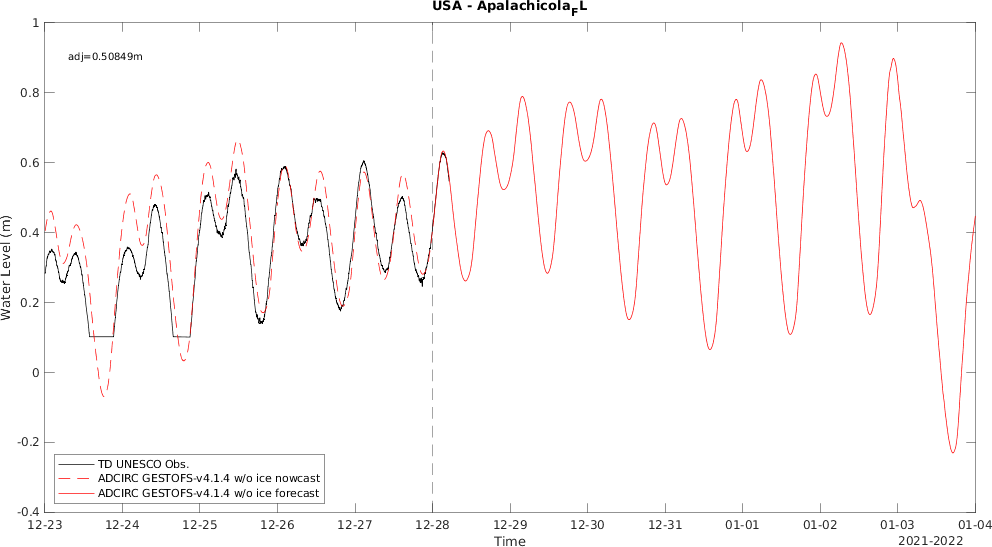 USA - ApalachicolaFL
adj=0.50849m
1
0.8
0.6
0.4
0.2
0
-0.2
-0.4
Water Level (m)
TD UNESCO Obs.
ADCIRC GESTOFS-v4.1.4 w/o ice nowcast
ADCIRC GESTOFS-v4.1.4 w/o ice forecast
12-23 12-24 12-25 12-26 12-27 12-28 12-29 12-30 12-31 01-01 01-02 01-03 01-04
Time
2021-2022